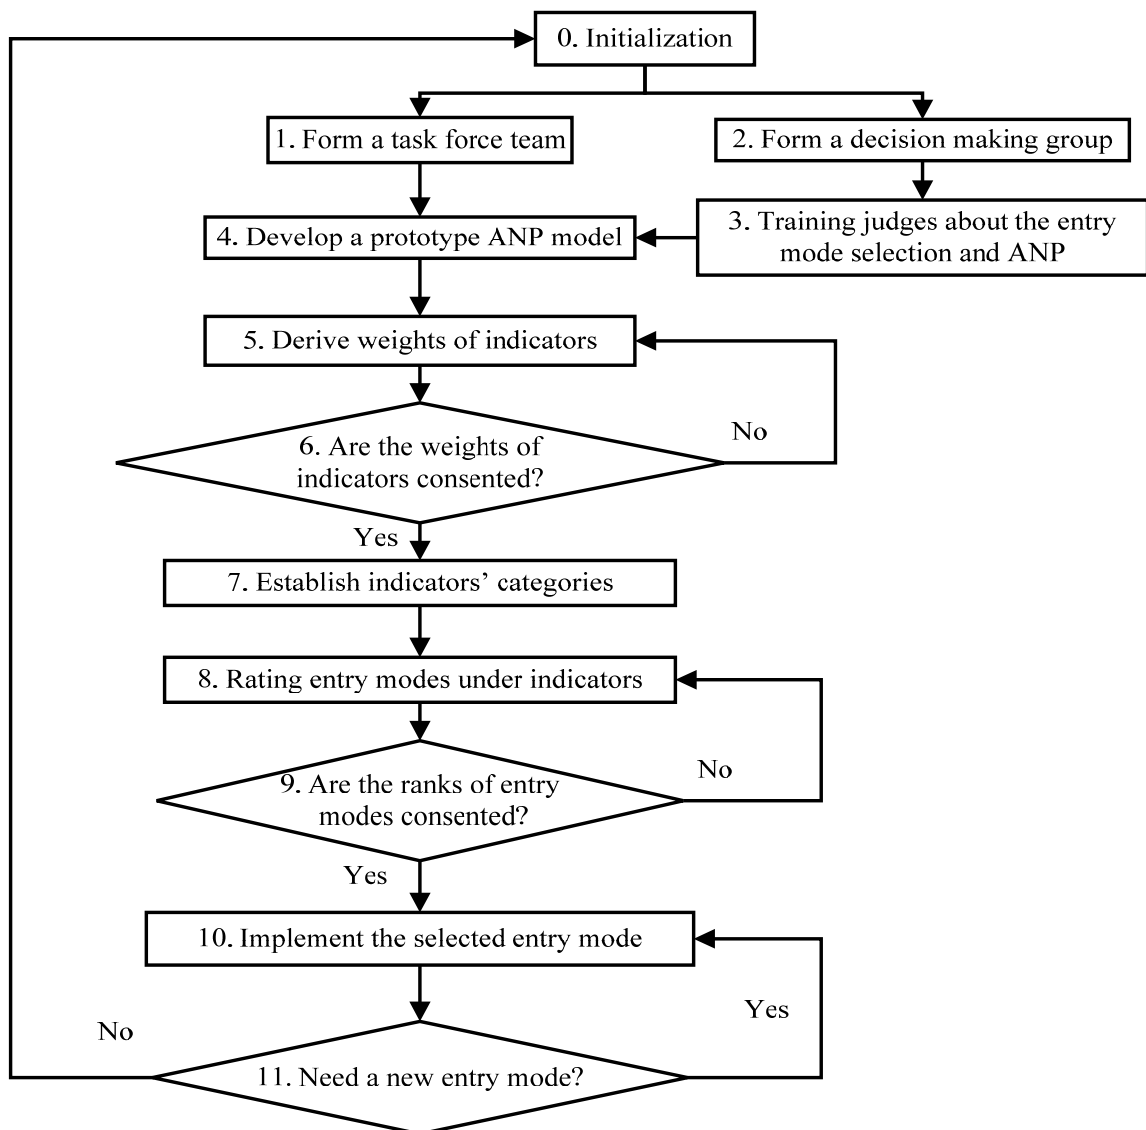 0. Initialization
1. Form a task force team
2. Form a decision making group
3. Training judges about the entry
mode selection and ANP
4. Develop a prototype ANP model
5. Derive weights of indicators
No
6. Are the weights of
indicators consented?
Yes
7. Establish indicators’ categories
8. Rating entry modes under indicators
No
9. Are the ranks of entry
modes consented?
Yes
10. Implement the selected entry mode
Yes
No
11. Need a new entry mode?